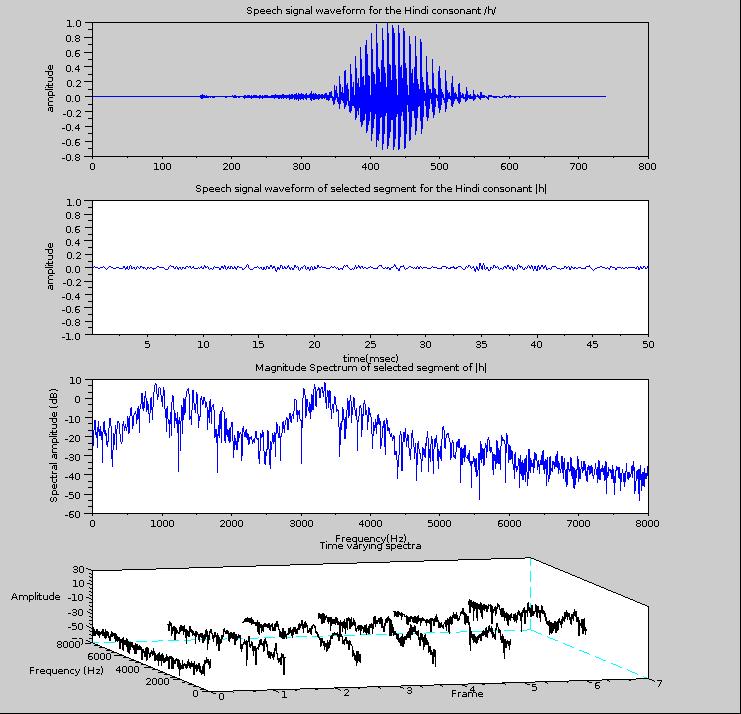 Speech signal waveform for the Hindi consonant /h/
1.0
0.8
0.6
0.4
0.2
0.0
-0.2
-0.4
-0.6
-0.8
amplitude
0 100 200 300 400 500 600 700 800
Speech signal waveform of selected segment for the Hindi consonant |h|
1.0
0.8
0.6
0.4
0.2
0.0
-0.2
-0.4
-0.6
-0.8
-1.0
amplitude
5 10 15 20 25 30 35 40 45 50
time(msec)
Magnitude Spectrum of selected segment of |h|
10
0
-10
-20
-30
-40
-50
-60
Spectral amplitude (dB)
0 1000 2000 3000 4000 5000 6000 7000 8000
Frequency(Hz)
Time varying spectra
30
10
-10
-30
-50
Amplitude
8000
6000
4000
2000
0
Frequency (Hz)
0 1 2 3 4 5 6 7
Frame